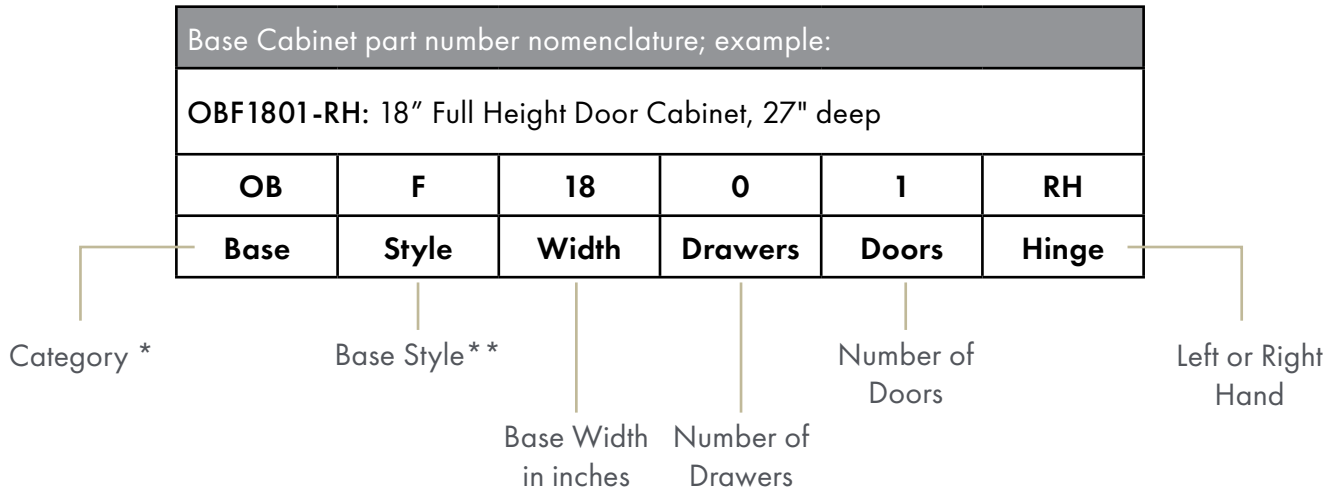 Base Cabinet part number nomenclature; example:
OBF1801-RH: 18” Full Height Door Cabinet, 27" deep
OB F 18 0 1 RH
Base Style Width Drawers Doors Hinge
Category * Base Style** Number of Left or Right
Doors Hand
Base Width Number of
in inches Drawers